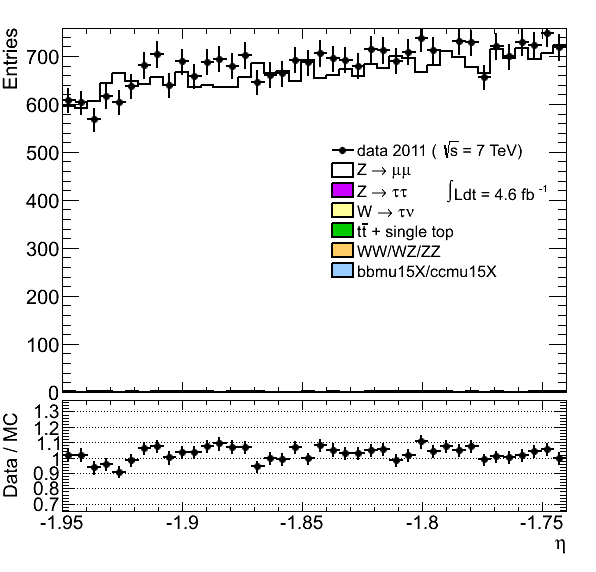 Entries
700
600
500
400
300
200
100
0
data 2011 ( √s = 7 TeV)
Z → μμ
Z → ττ
∫Ldt = 4.6 fb⁻¹
W → τν
tt̄ + single top
WW/WZ/ZZ
bbmu15X/ccmu15X
Data / MC
1.3
1.2
1.1
1
0.9
0.8
0.7
-1.95 -1.9 -1.85 -1.8 -1.75
η